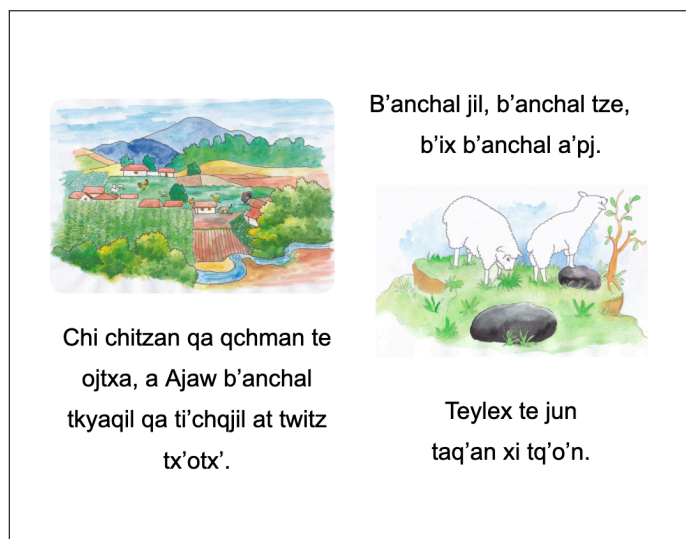 Chi chitzan qa qchman te
ojtxa, a Ajaw b’anchal
tkyaqil qa ti’chqjil at twitz
tx’otx’.
B’anchal jil, b’anchal tze,
b’ix b’anchal a’pj.
Teylex te jun
taq’an xi tq’o’n.